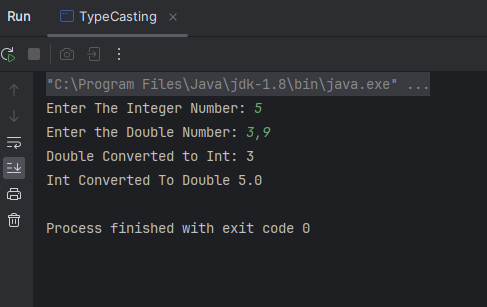 Run TypeCasting
"C:\Program Files\Java\jdk-1.8\bin\java.exe" ...
Enter The Integer Number: 5
Enter the Double Number: 3,9
Double Converted to Int: 3
Int Converted To Double 5.0
Process finished with exit code 0